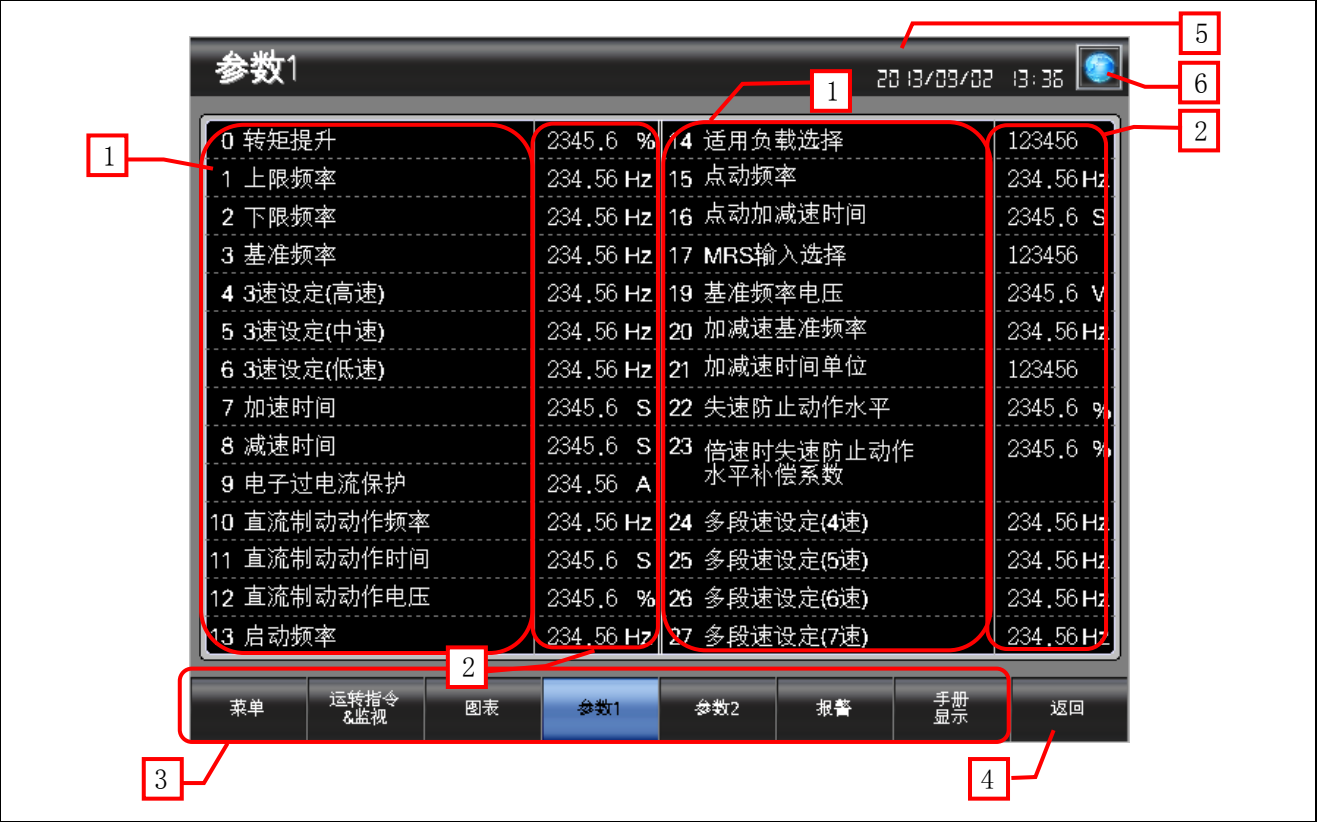 5
参数1
2013/03/02 13:36
6
1
1
2
0 转矩提升 2345.6 % 14 适用负载选择 123456
1 上限频率 234.56 Hz 15 点动频率 234.56 Hz
2 下限频率 234.56 Hz 16 点动加减速时间 2345.6 S
3 基准频率 234.56 Hz 17 MRS输入选择 123456
4 3速设定(高速) 234.56 Hz 19 基准频率电压 2345.6 V
5 3速设定(中速) 234.56 Hz 20 加减速基准频率 234.56 Hz
6 3速设定(低速) 234.56 Hz 21 加减速时间单位 123456
7 加速时间 2345.6 S 22 失速防止动作水平 2345.6 %
8 减速时间 2345.6 S 23 倍速时失速防止动作 2345.6 %
水平补偿系数
9 电子过电流保护 234.56 A
10 直流制动动作频率 234.56 Hz 24 多段速设定(4速) 234.56 Hz
11 直流制动动作时间 2345.6 S 25 多段速设定(5速) 234.56 Hz
12 直流制动动作电压 2345.6 % 26 多段速设定(6速) 234.56 Hz
13 启动频率 234.56 Hz 27 多段速设定(7速) 234.56 Hz
2
菜单
运转指令
&监视
图表
参数1
参数2
报警
手册
显示
返回
3
4